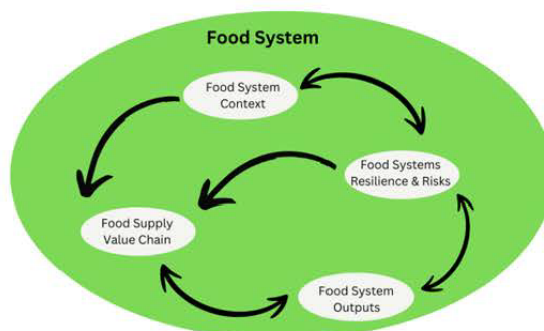 Food System
Food System
Context
Food Systems
Resilience & Risks
Food Supply
Value Chain
Food System
Outputs